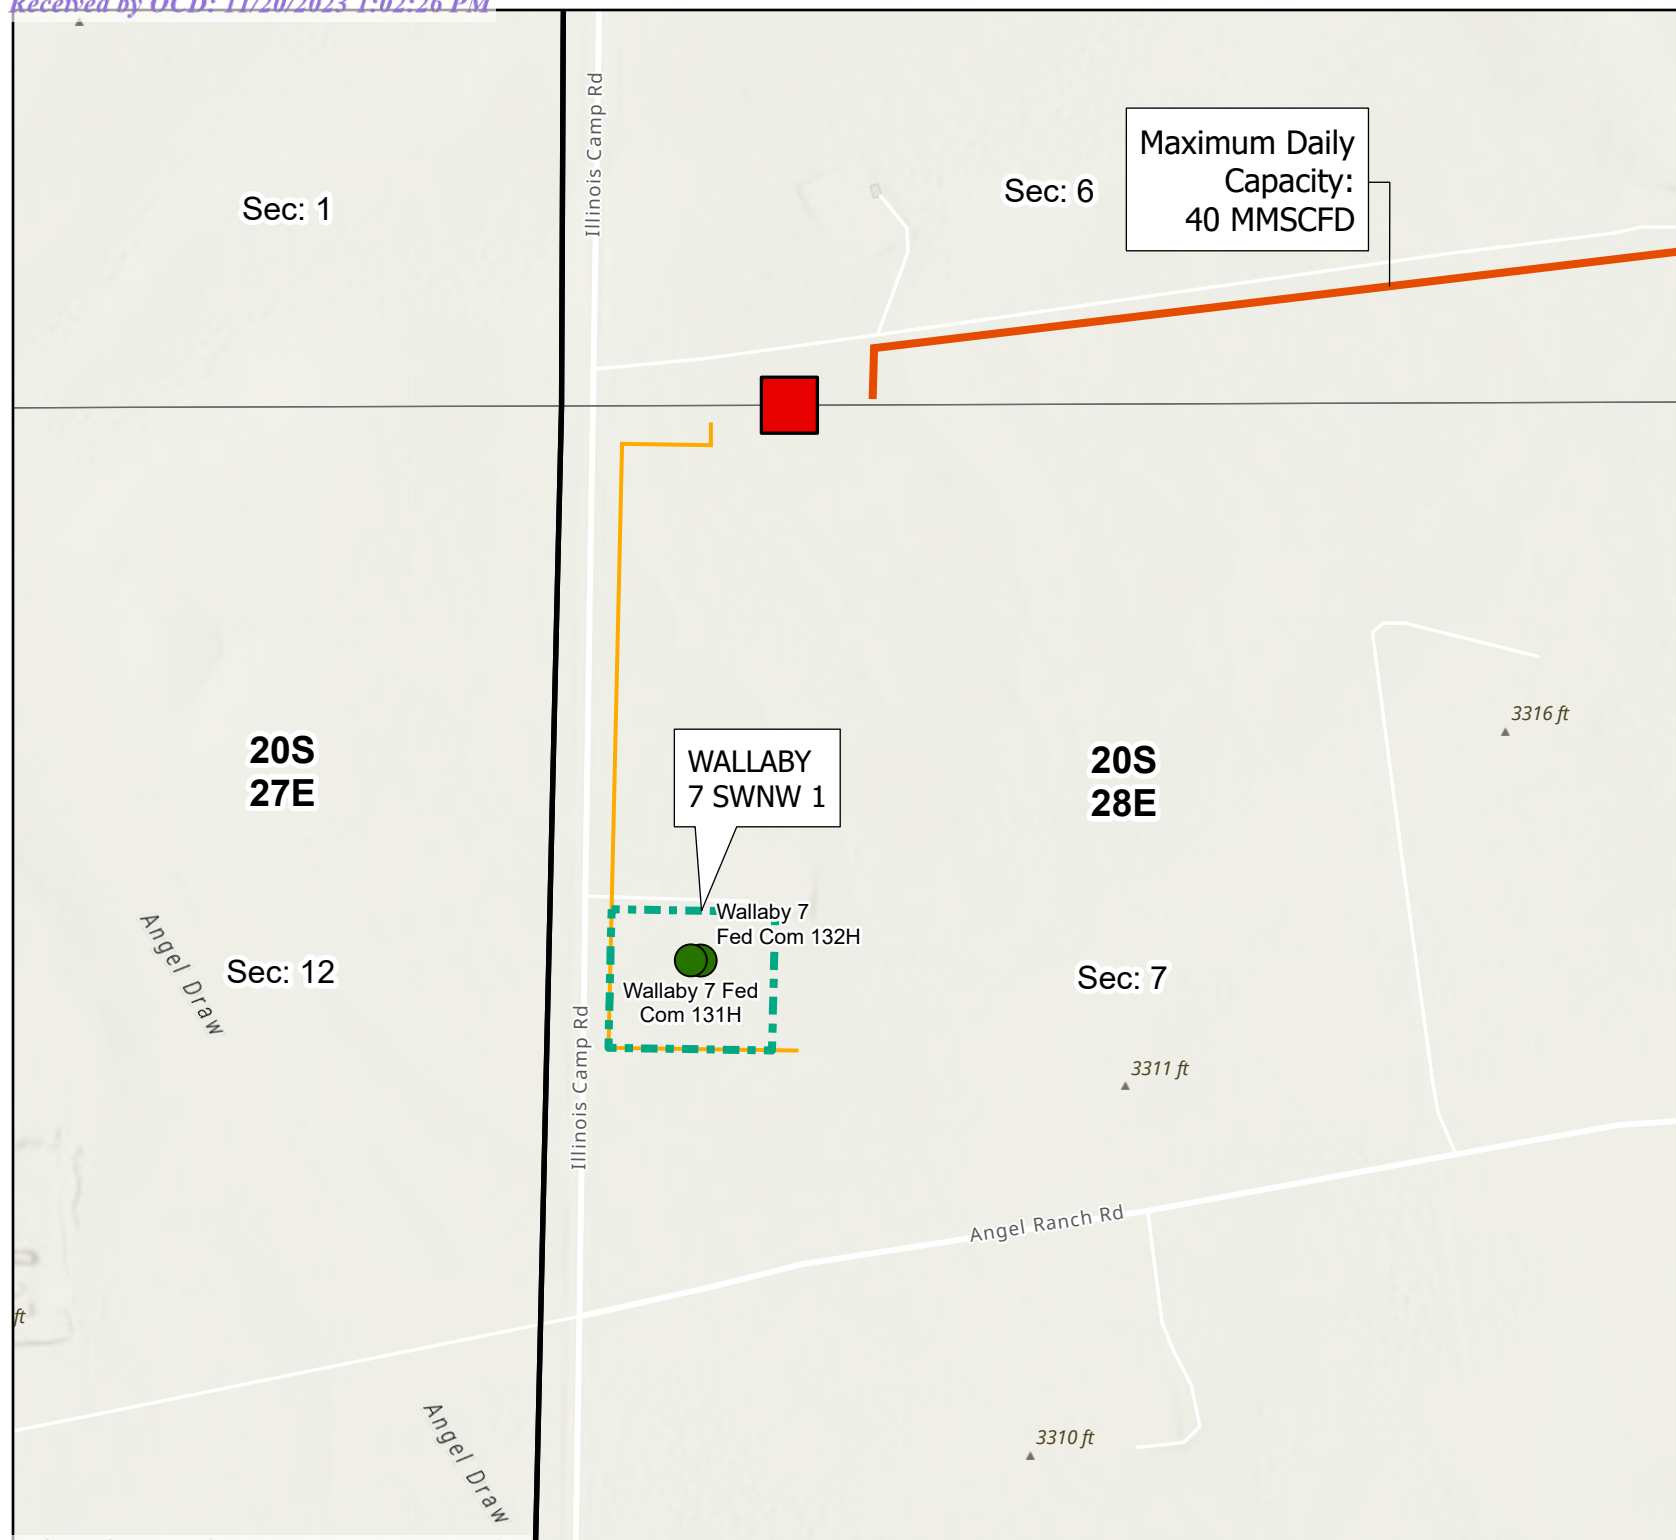 Received by OCD: 11/20/2023 1:02:26 PM
Illinois Camp Rd
Sec: 1
Sec: 6
Maximum Daily
Capacity:
40 MMSCFD
20S
27E
WALLABY
7 SWNW 1
20S
28E
3316 ft
Wallaby 7
Fed Com 132H
Wallaby 7 Fed
Com 131H
Angel Draw
Sec: 12
Sec: 7
Illinois Camp Rd
3311 ft
Angel Ranch Rd
ft
Angel Draw
3310 ft